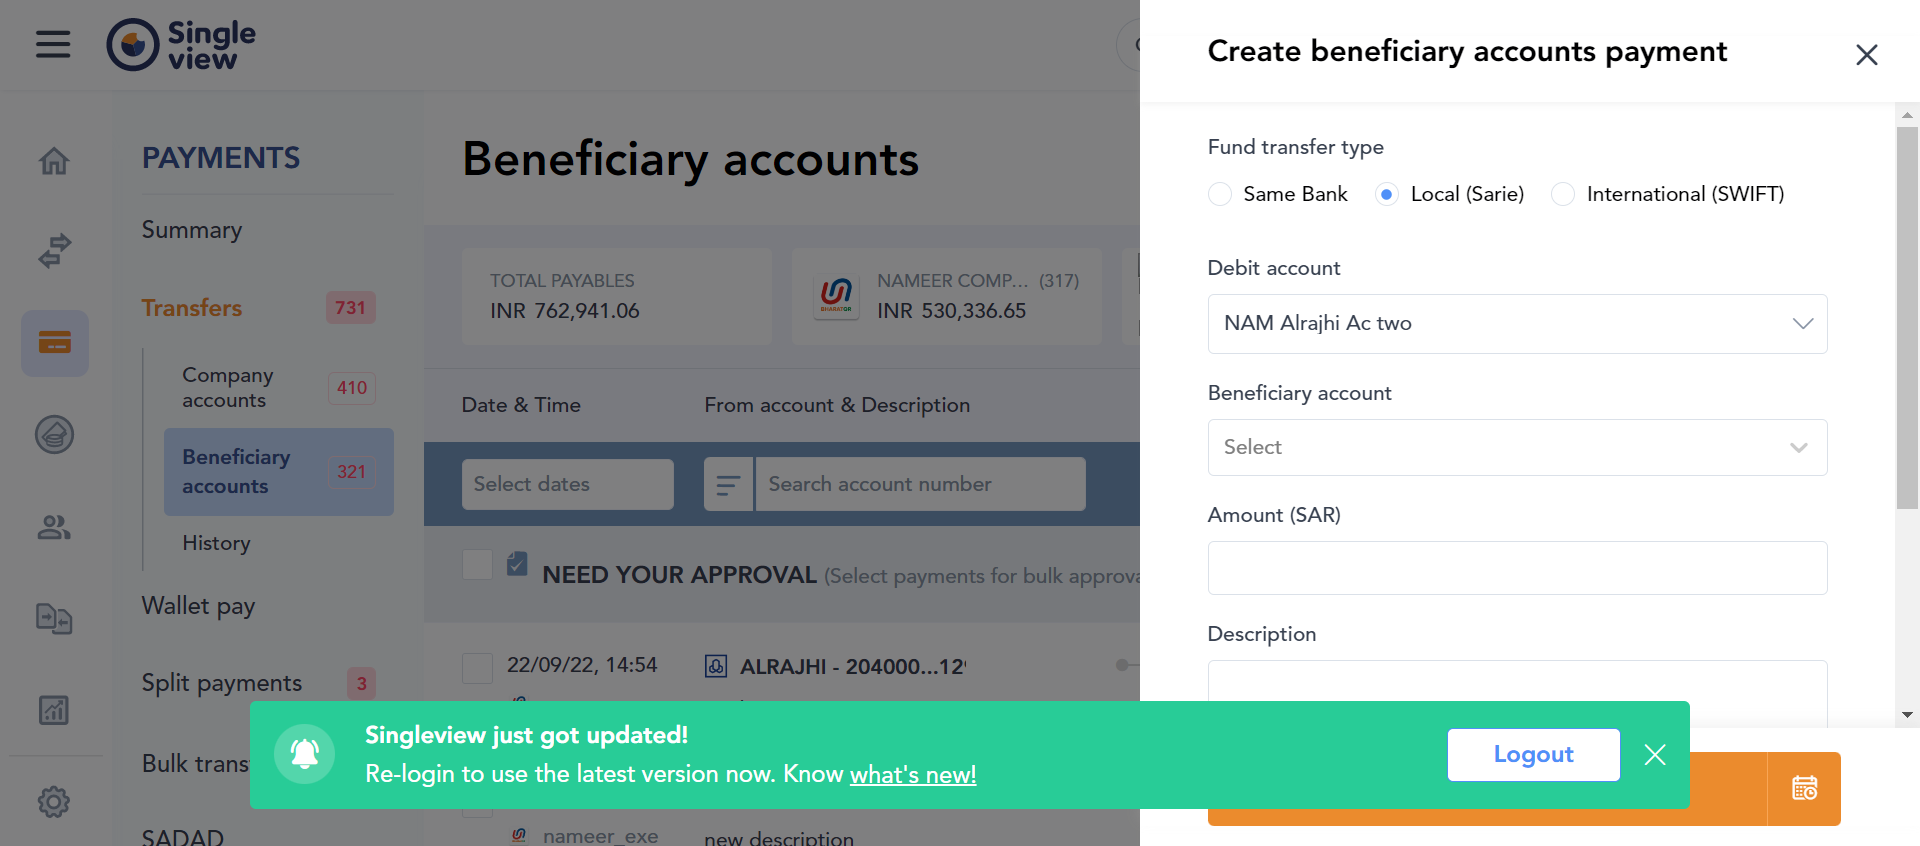 Single
view
PAYMENTS
Summary
Transfers 731
Company
accounts 410
Beneficiary
accounts 321
History
Wallet pay
Split payments 3
Bulk trans
SADAD
Beneficiary accounts
TOTAL PAYABLES
INR 762,941.06
BHARATQR
NAMEER COMP... (317)
INR 530,336.65
Date & Time
From account & Description
Select dates
Search account number
NEED YOUR APPROVAL (Select payments for bulk approva
22/09/22, 14:54
ALRAJHI - 204000...12
nameer_exe
new description
Create beneficiary accounts payment
Fund transfer type
Same Bank Local (Sarie) International (SWIFT)
Debit account
NAM Alrajhi Ac two
Beneficiary account
Select
Amount (SAR)
Description
Singleview just got updated!
Re-login to use the latest version now. Know what's new!
Logout